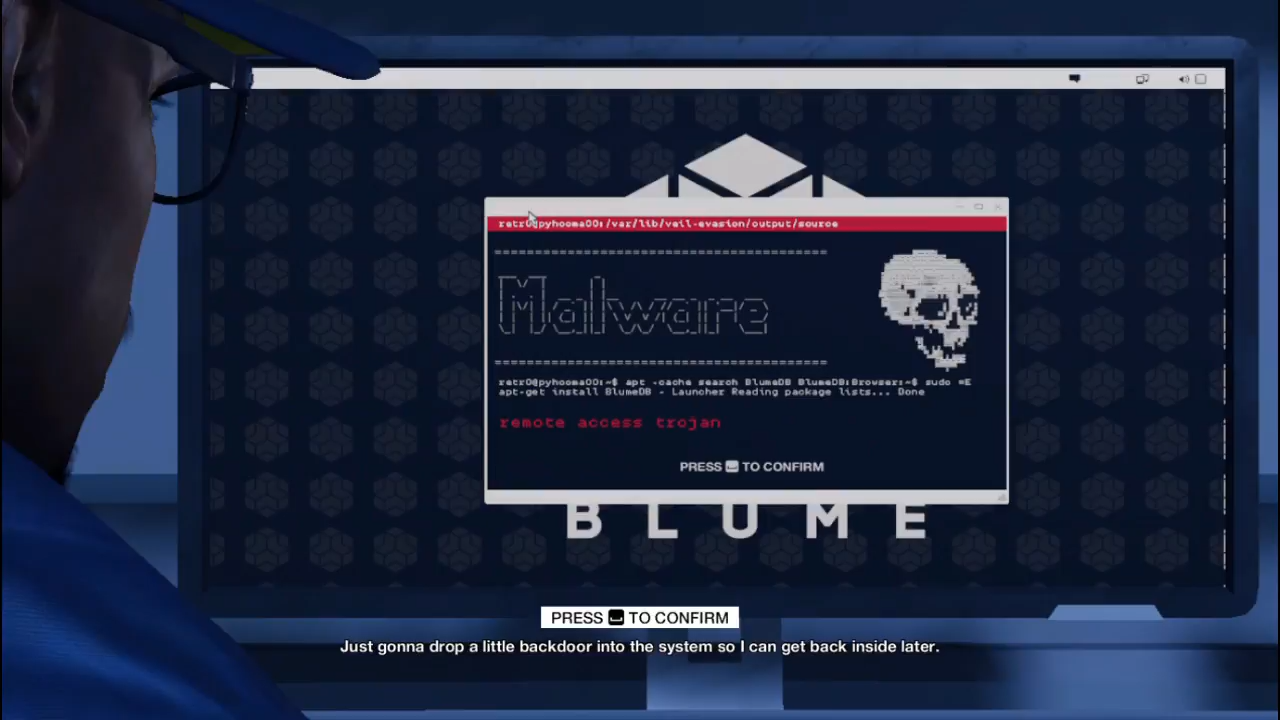 retr0@pyhooma00:/var/lib/veil-evasion/output/source
Malware
retr0@pyhooma00:~$ apt -cache search BlumeDB BlumeDB:Browser:~$ sudo =E
apt-get install BlumeDB - Launcher Reading package lists... Done
remote access trojan
PRESS TO CONFIRM
BLUME
PRESS TO CONFIRM
Just gonna drop a little backdoor into the system so I can get back inside later.